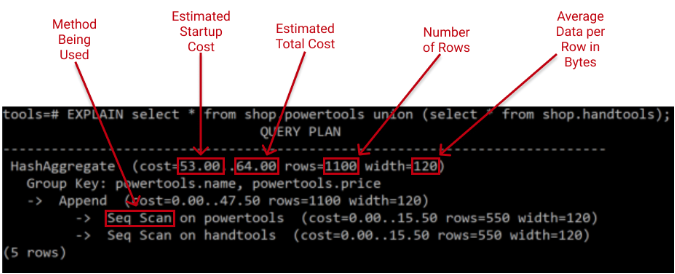 Method
Being
Used
Estimated
Startup
Cost
Estimated
Total Cost
Number
of Rows
Average
Data per
Row in
Bytes
tools=# EXPLAIN select * from shop.powertools union (select * from shop.handtools);
QUERY PLAN
--------------------------------------------------------------------------------
HashAggregate (cost=53.00..64.00 rows=1100 width=120)
Group Key: powertools.name, powertools.price
-> Append (cost=0.00..47.50 rows=1100 width=120)
-> Seq Scan on powertools (cost=0.00..15.50 rows=550 width=120)
-> Seq Scan on handtools (cost=0.00..15.50 rows=550 width=120)
(5 rows)